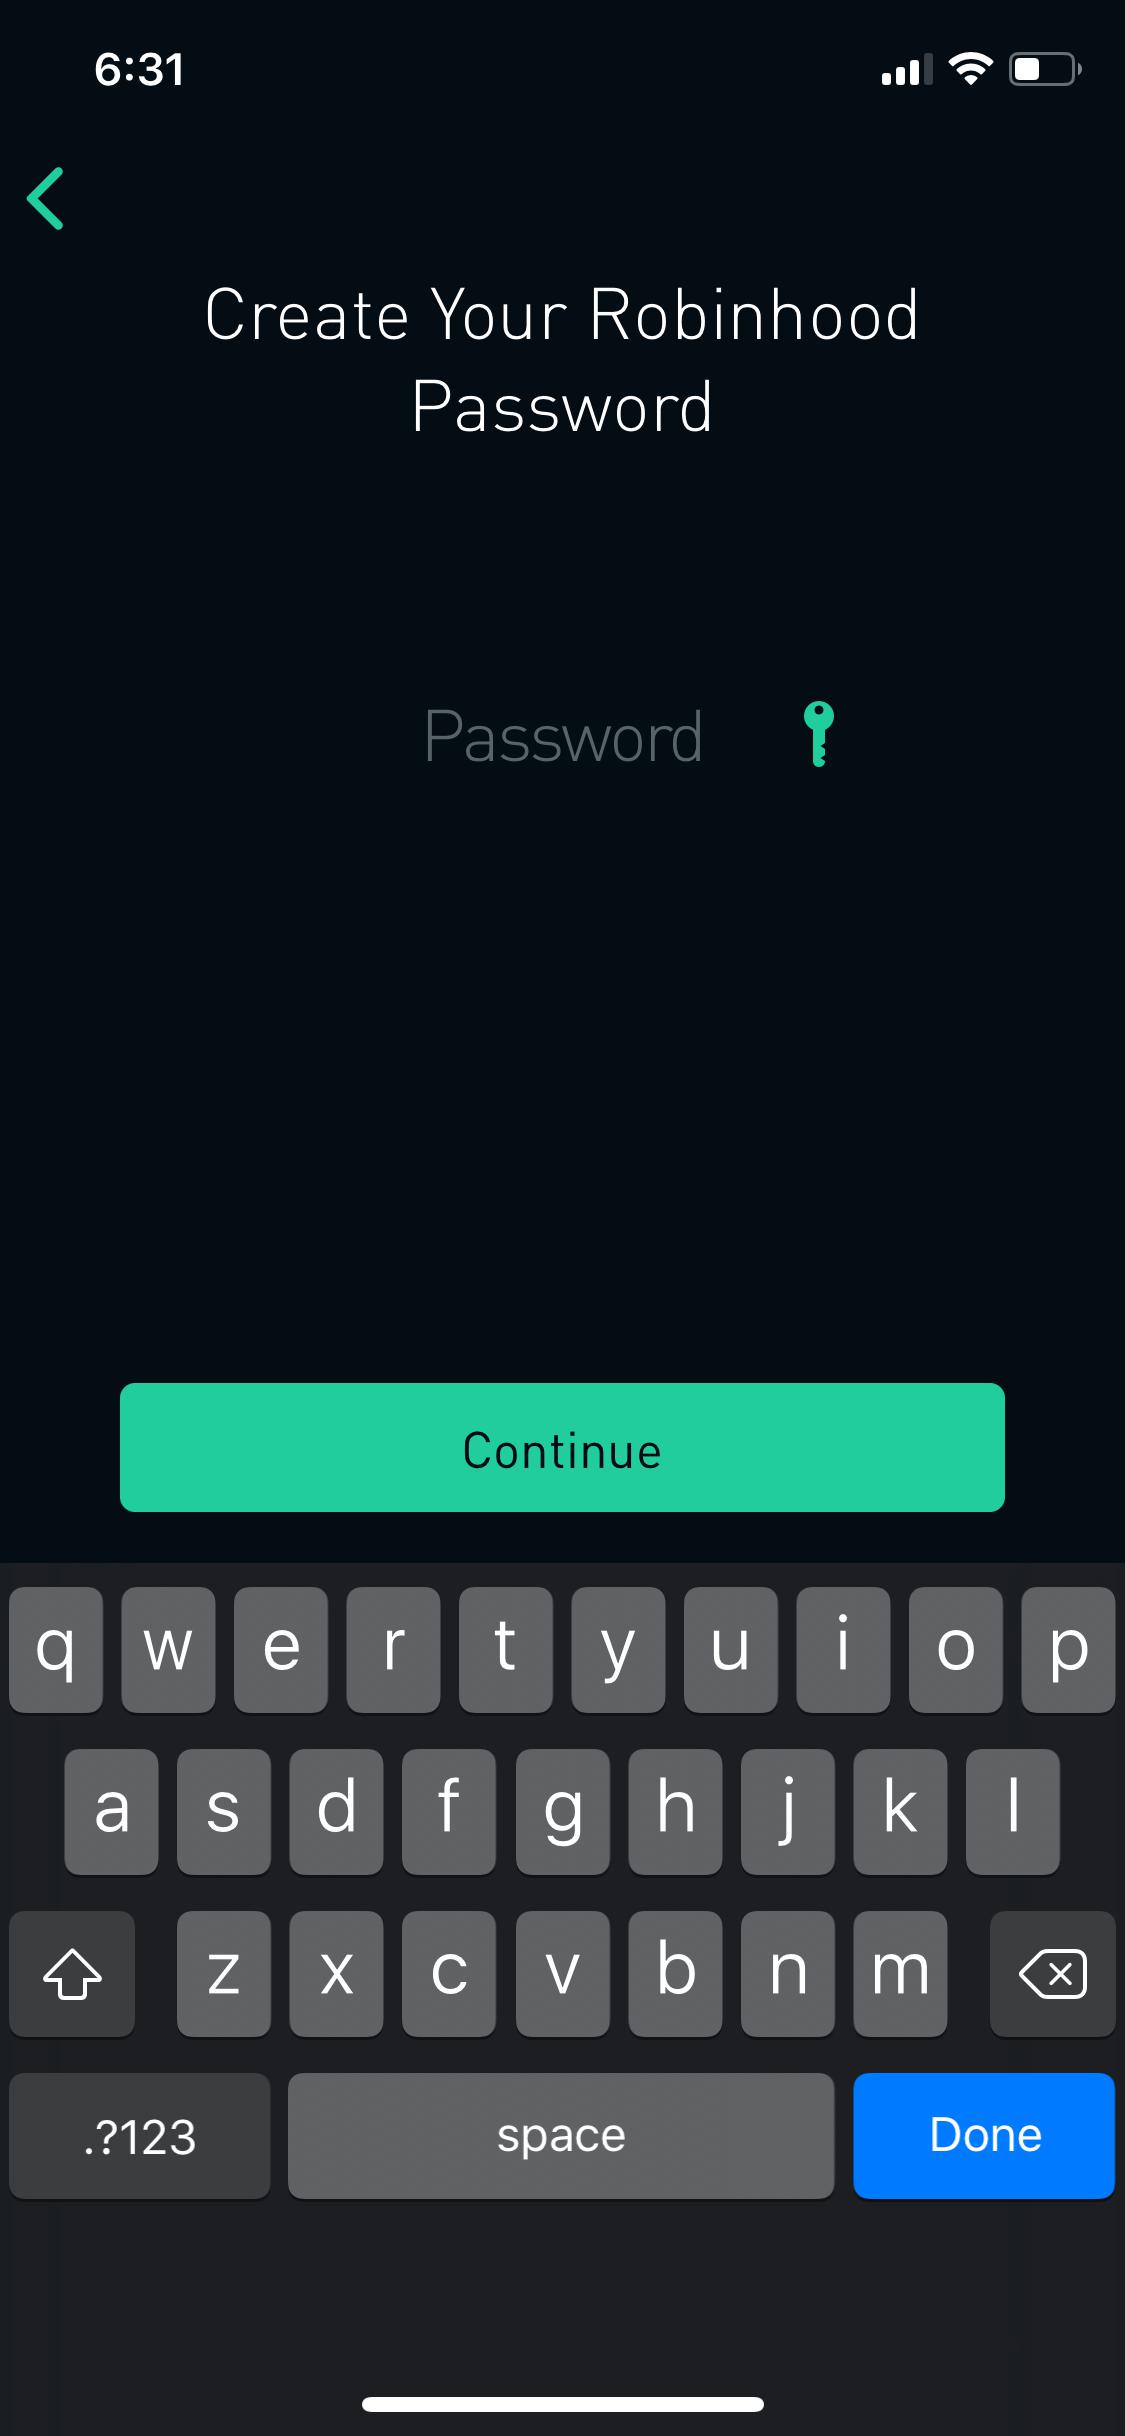 6:31
Create Your Robinhood
Password
Password
Continue
q w e r t y u i o p
a s d f g h j k l
z x c v b n m
.?123 space Done